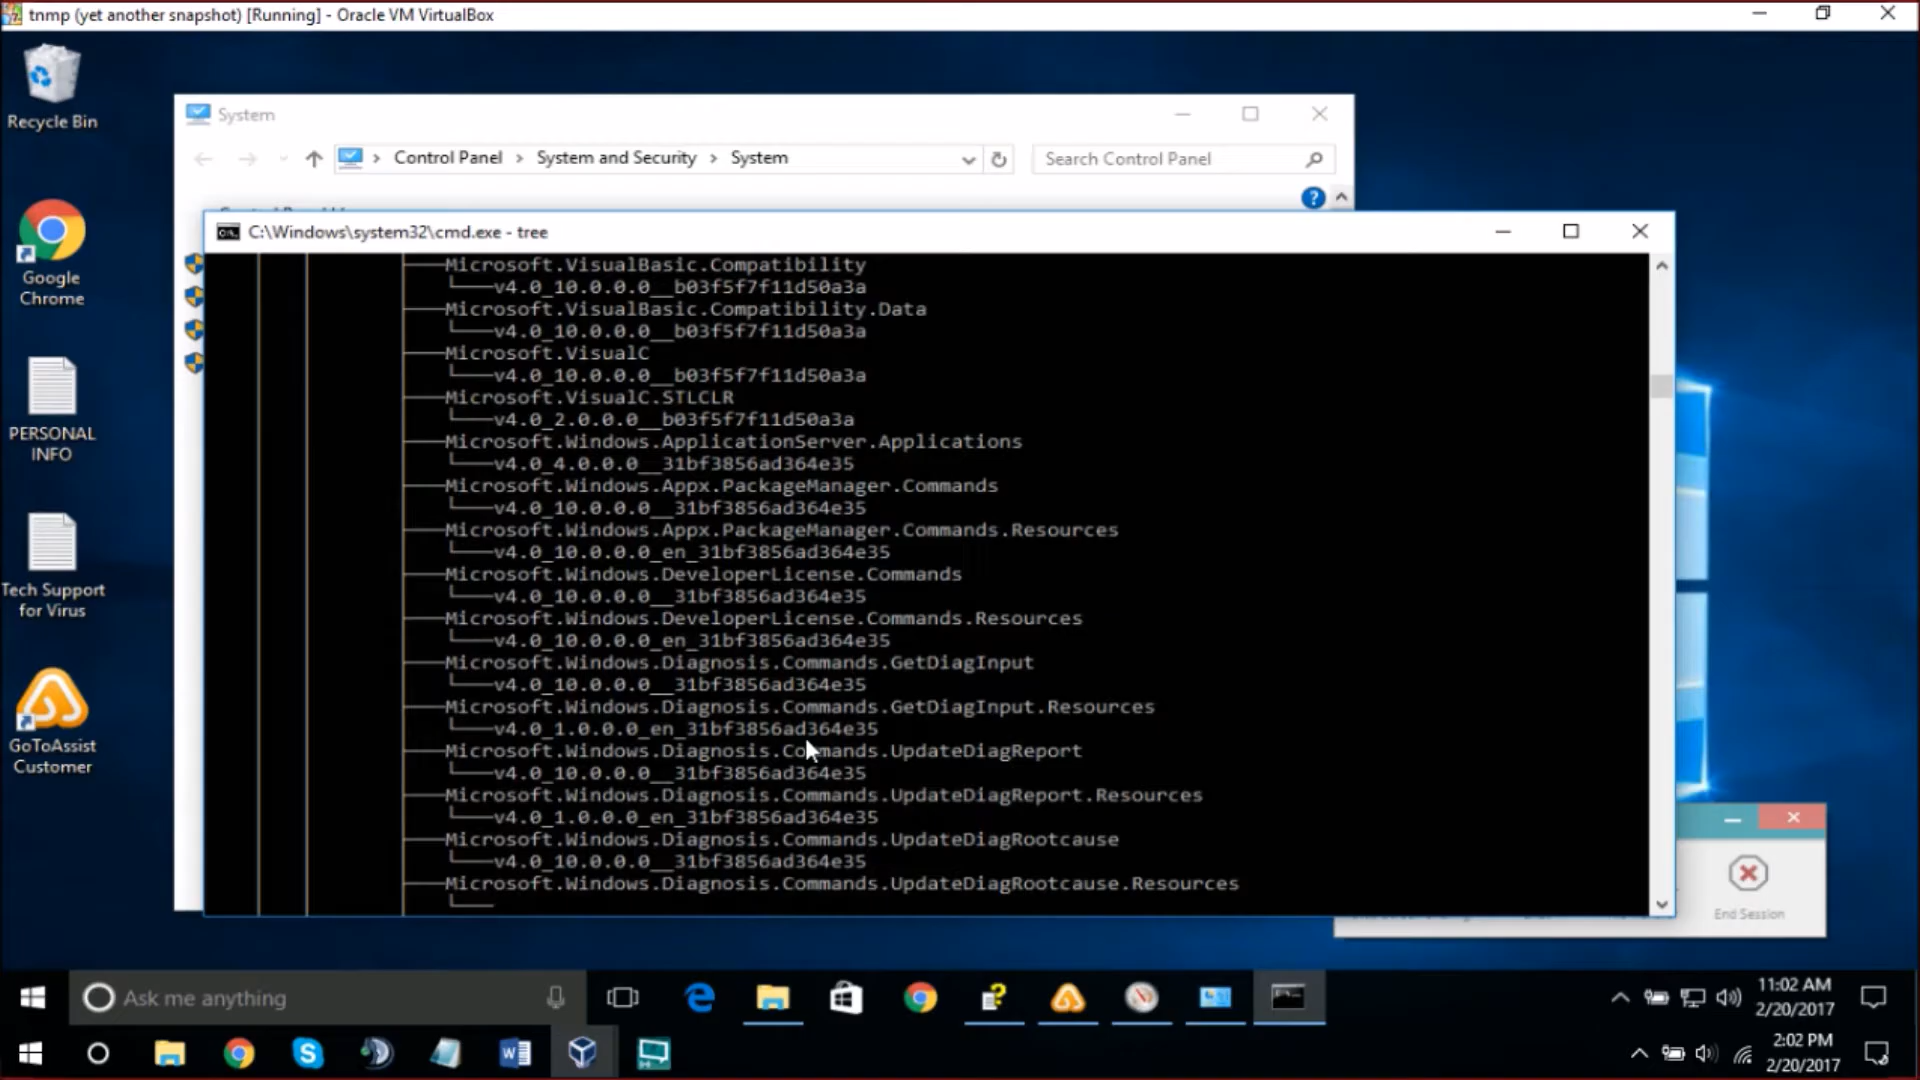 tnmp (yet another snapshot) [Running] - Oracle VM VirtualBox
Recycle Bin
Google
Chrome
PERSONAL
INFO
Tech Support
for Virus
GoToAssist
Customer
System
Control Panel > System and Security > System
Search Control Panel
C:\Windows\system32\cmd.exe - tree
Microsoft.VisualBasic.Compatibility
v4.0_10.0.0.0__b03f5f7f11d50a3a
Microsoft.VisualBasic.Compatibility.Data
v4.0_10.0.0.0__b03f5f7f11d50a3a
Microsoft.VisualC
v4.0_10.0.0.0__b03f5f7f11d50a3a
Microsoft.VisualC.STLCLR
v4.0_2.0.0.0__b03f5f7f11d50a3a
Microsoft.Windows.ApplicationServer.Applications
v4.0_4.0.0.0__31bf3856ad364e35
Microsoft.Windows.Appx.PackageManager.Commands
v4.0_10.0.0.0__31bf3856ad364e35
Microsoft.Windows.Appx.PackageManager.Commands.Resources
v4.0_10.0.0.0_en_31bf3856ad364e35
Microsoft.Windows.DeveloperLicense.Commands
v4.0_10.0.0.0__31bf3856ad364e35
Microsoft.Windows.DeveloperLicense.Commands.Resources
v4.0_10.0.0.0_en_31bf3856ad364e35
Microsoft.Windows.Diagnosis.Commands.GetDiagInput
v4.0_10.0.0.0__31bf3856ad364e35
Microsoft.Windows.Diagnosis.Commands.GetDiagInput.Resources
v4.0_1.0.0.0_en_31bf3856ad364e35
Microsoft.Windows.Diagnosis.Commands.UpdateDiagReport
v4.0_10.0.0.0__31bf3856ad364e35
Microsoft.Windows.Diagnosis.Commands.UpdateDiagReport.Resources
v4.0_1.0.0.0_en_31bf3856ad364e35
Microsoft.Windows.Diagnosis.Commands.UpdateDiagRootcause
v4.0_10.0.0.0__31bf3856ad364e35
Microsoft.Windows.Diagnosis.Commands.UpdateDiagRootcause.Resources
End Session
Ask me anything
11:02 AM
2/20/2017
2:02 PM
2/20/2017